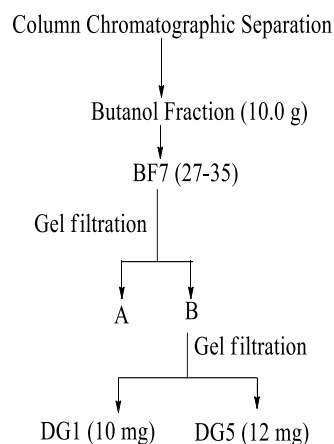 Column Chromatographic Separation
Butanol Fraction (10.0 g)
BF7 (27-35)
Gel filtration
A
B
Gel filtration
DG1 (10 mg)
DG5 (12 mg)